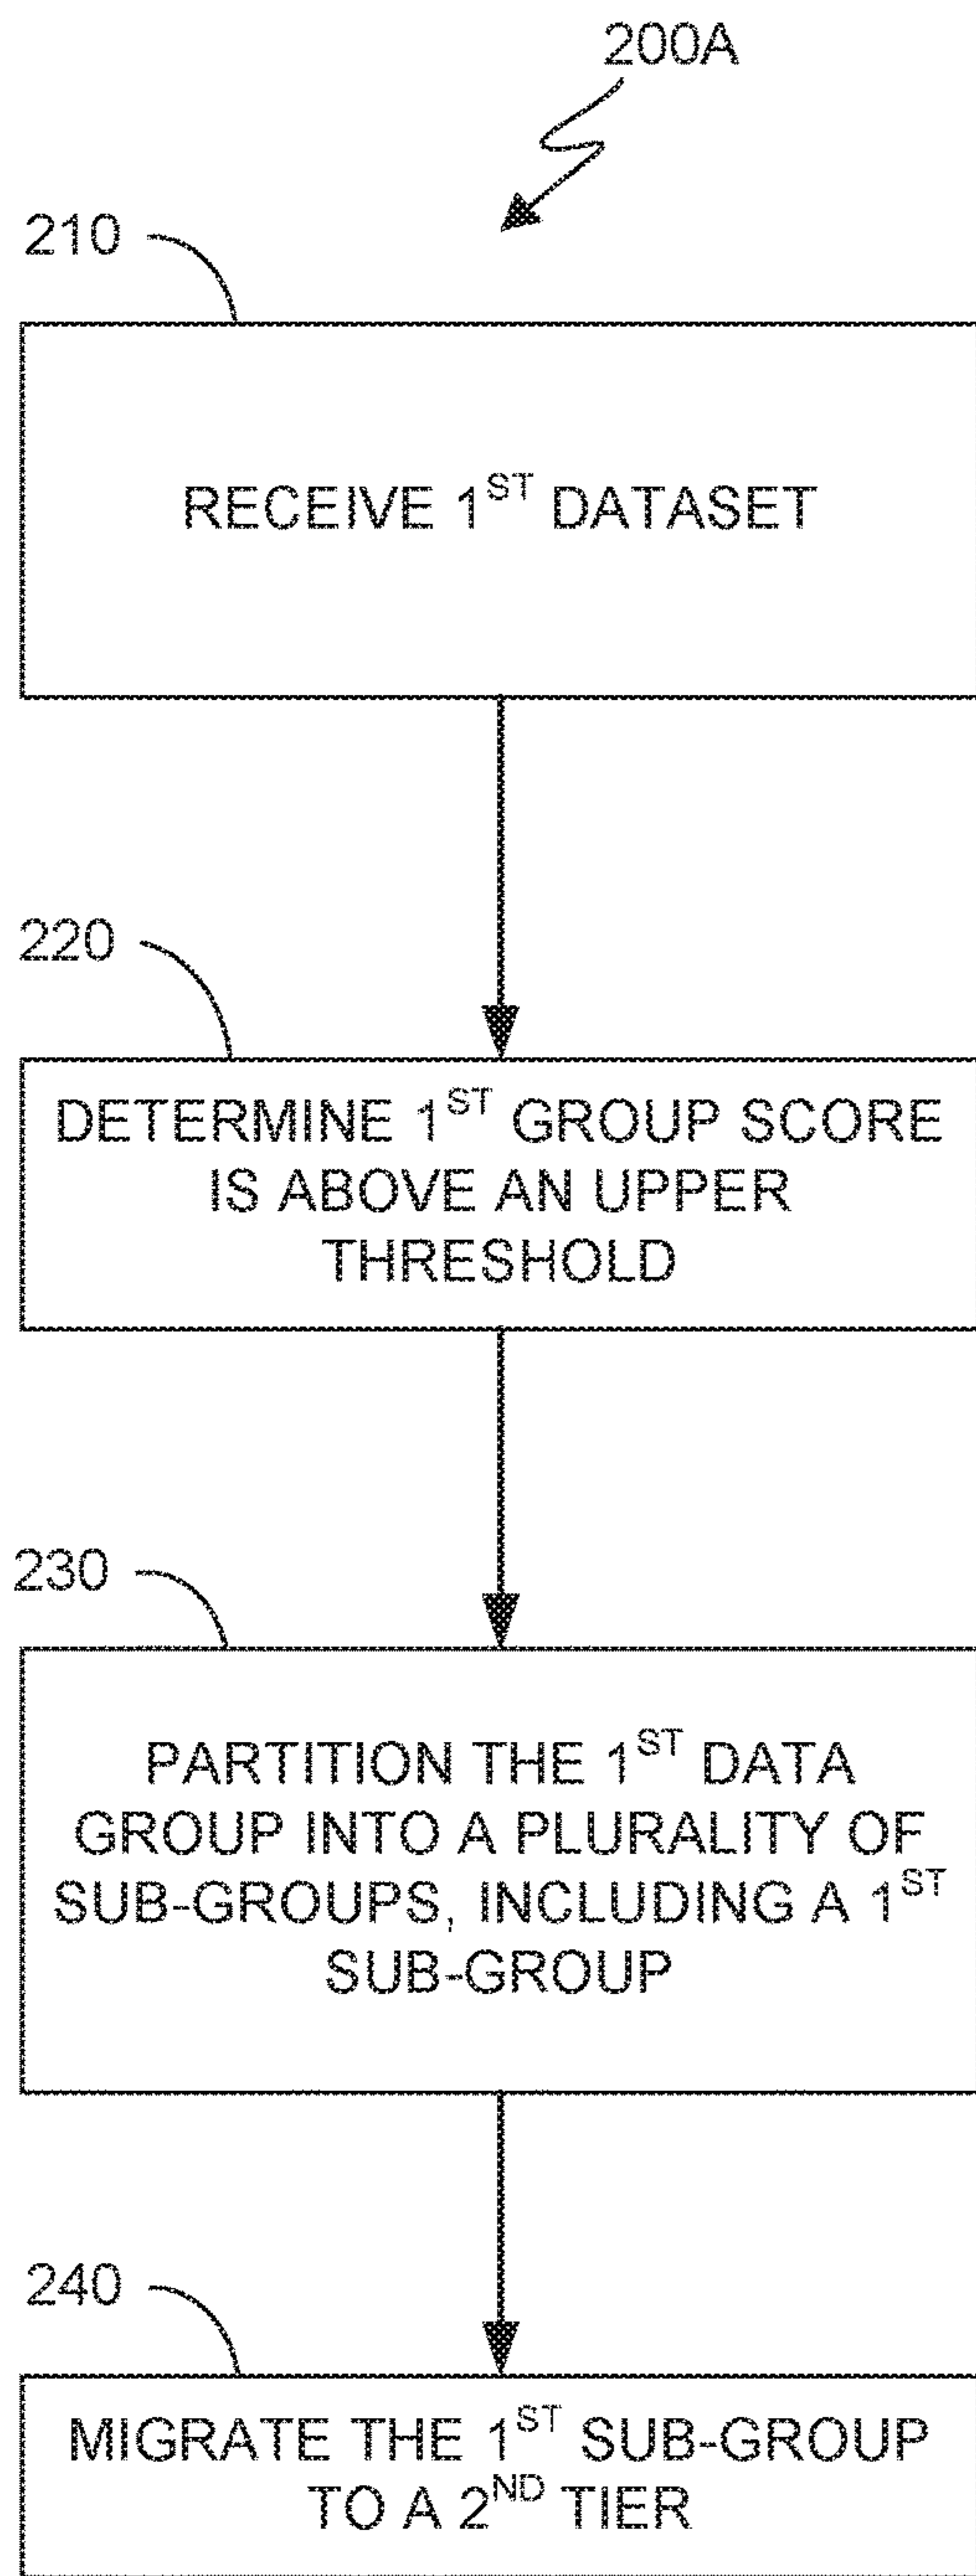 200A
210
RECEIVE 1ST DATASET
220
DETERMINE 1ST GROUP SCORE
IS ABOVE AN UPPER
THRESHOLD
230
PARTITION THE 1ST DATA
GROUP INTO A PLURALITY OF
SUB-GROUPS, INCLUDING A 1ST
SUB-GROUP
240
MIGRATE THE 1ST SUB-GROUP
TO A 2ND TIER